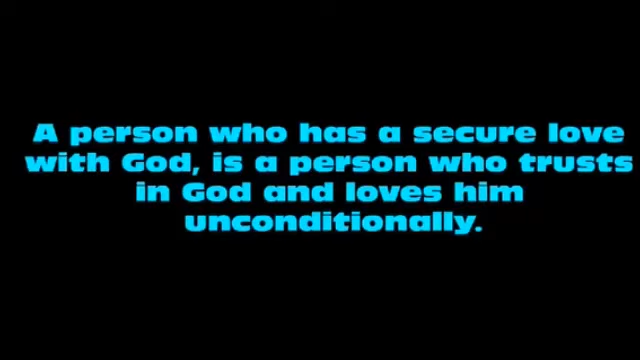 A person who has a secure love
with God, is a person who trusts
in God and loves him
unconditionally.